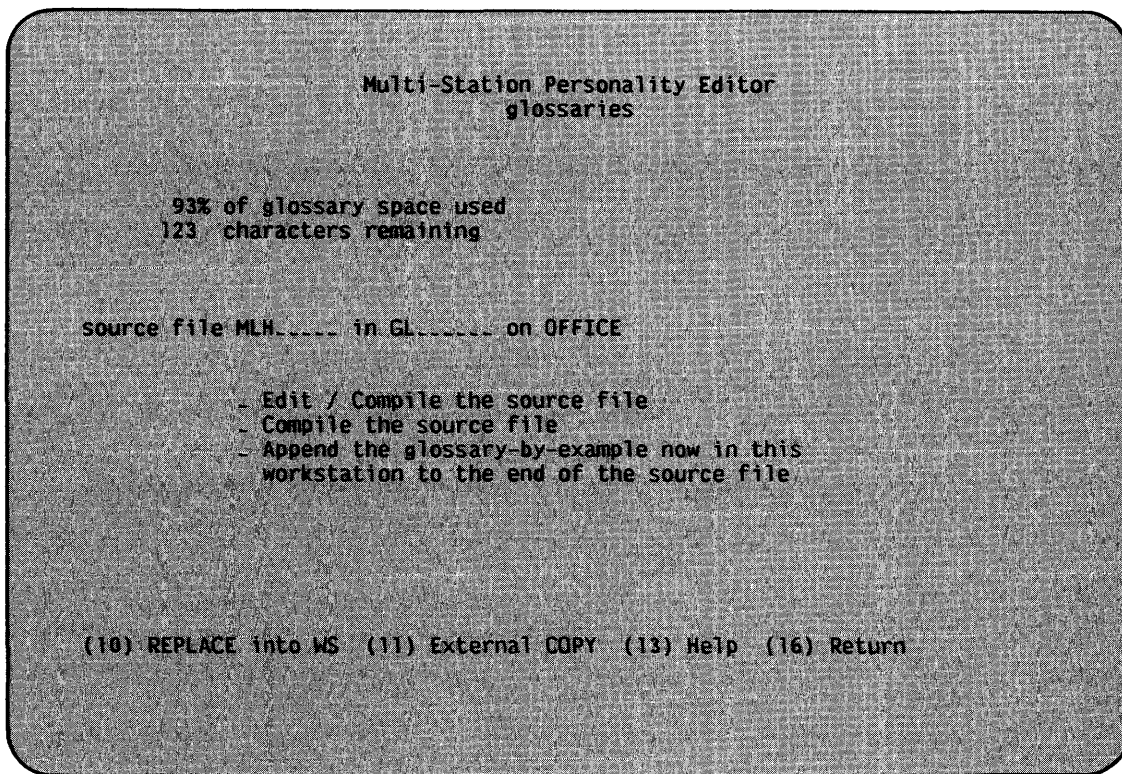 Multi-Station Personality Editor
glossaries
93% of glossary space used
123 characters remaining
source file MLH_____ in GL______ on OFFICE
_ Edit / Compile the source file
_ Compile the source file
_ Append the glossary-by-example now in this
workstation to the end of the source file
(10) REPLACE into WS (11) External COPY (13) Help (16) Return